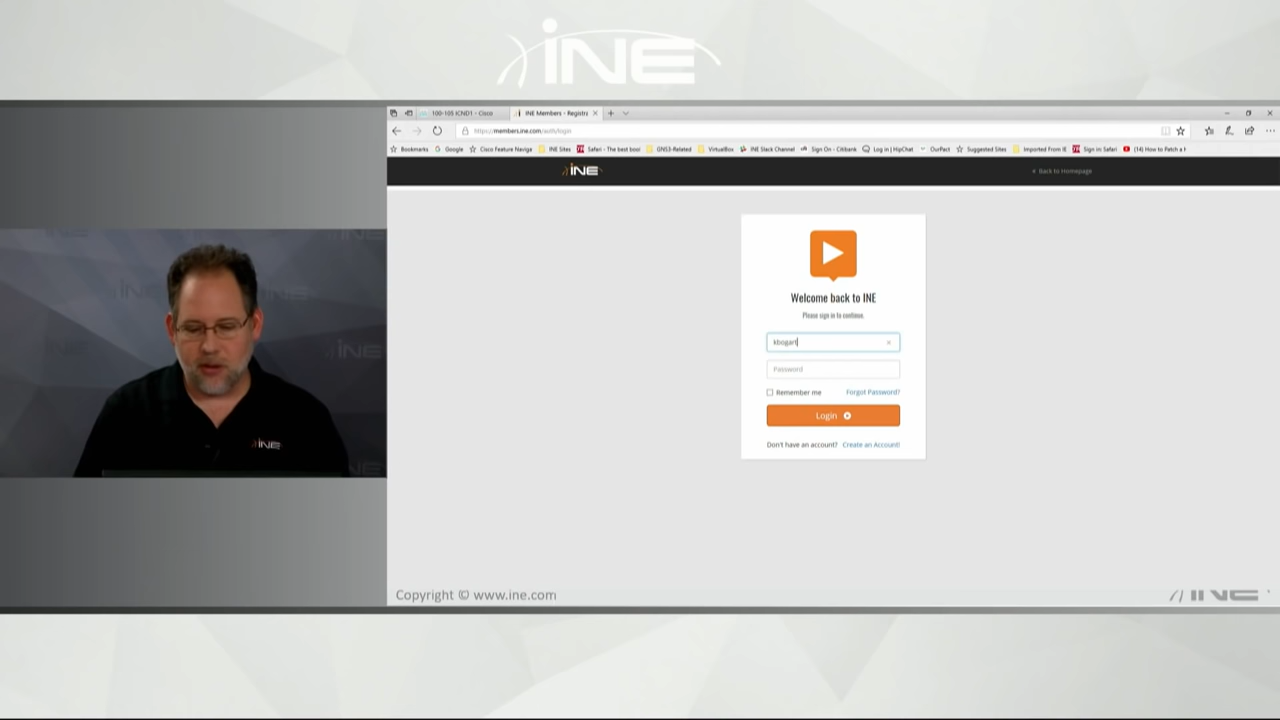 iNE
100-105 ICND1 - Cisco
INE Members - Registra
https://members.ine.com/auth/login
Bookmarks
Google
Cisco Feature Naviga
INE Sites
Safari - The best bool
GNS3-Related
VirtualBox
INE Slack Channel
Sign On - Citibank
Log in | HipChat
OurPact
Suggested Sites
Imported From IE
Sign in: Safari
(14) How to Patch a H
iNE
Back to Homepage
Welcome back to INE
Please sign in to continue.
kbogart
Password
Remember me
Forgot Password?
Login
Don't have an account? Create an Account!
iNE
iNE
Copyright © www.ine.com